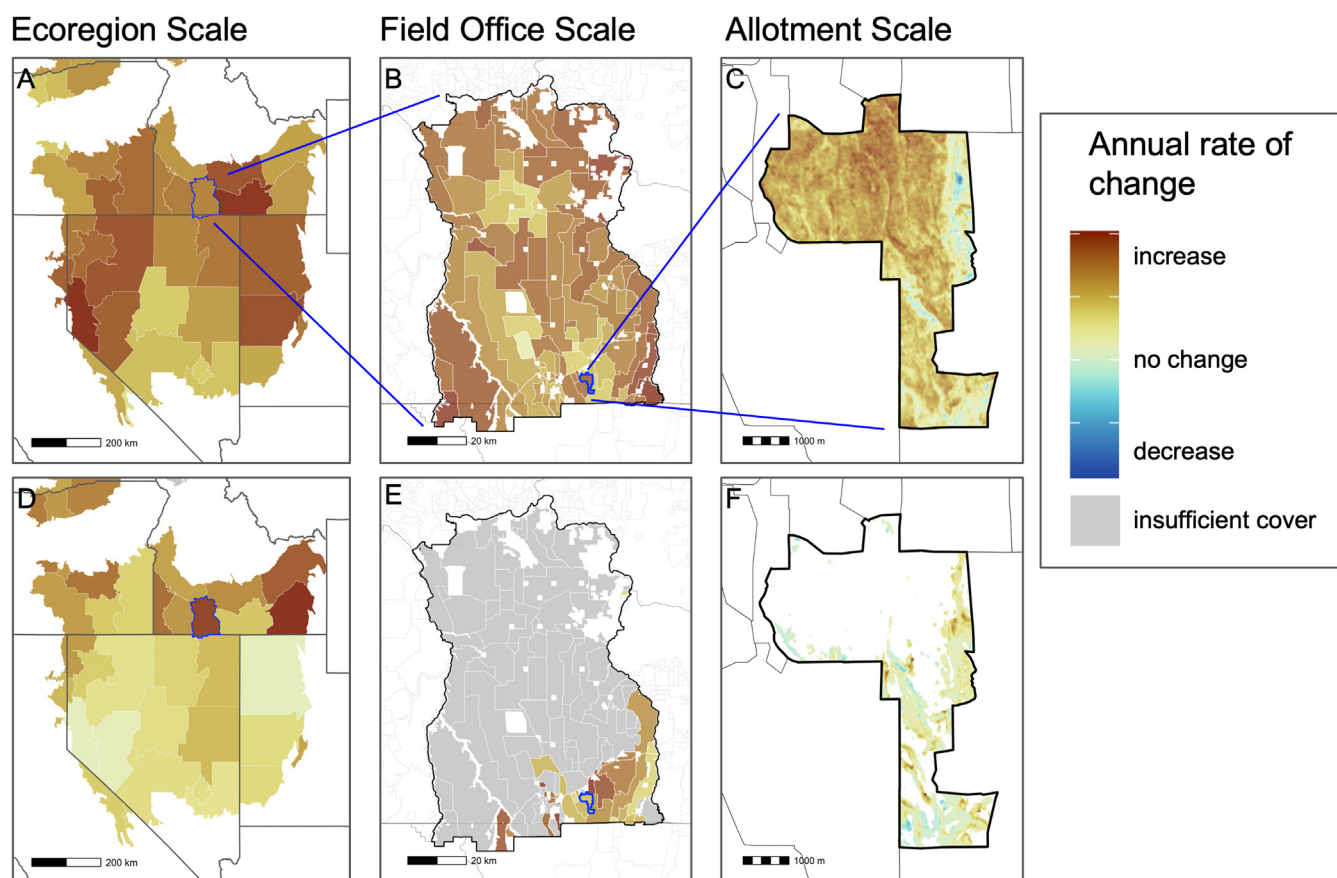 Ecoregion Scale
Field Office Scale
Allotment Scale
A
B
C
200 km
20 km
1000 m
Annual rate of
change
increase
no change
decrease
insufficient cover
D
E
F
200 km
20 km
1000 m